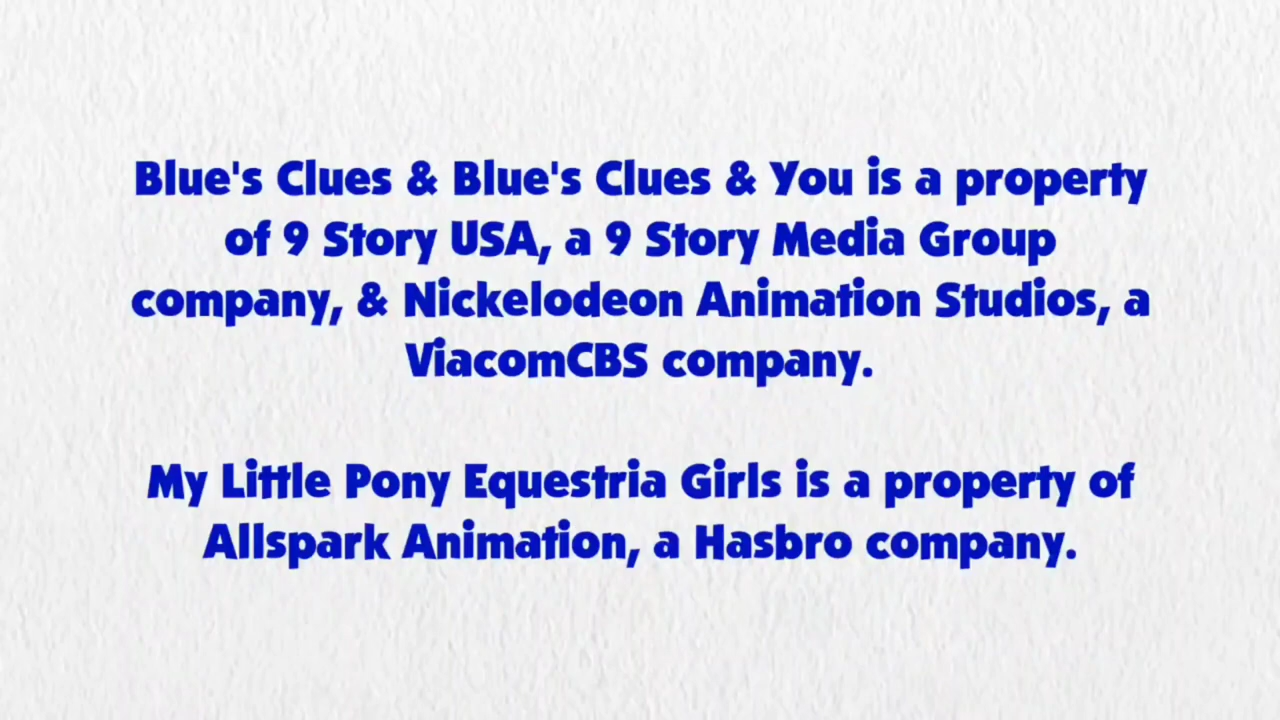 Blue's Clues & Blue's Clues & You is a property
of 9 Story USA, a 9 Story Media Group
company, & Nickelodeon Animation Studios, a
ViacomCBS company.
My Little Pony Equestria Girls is a property of
Allspark Animation, a Hasbro company.